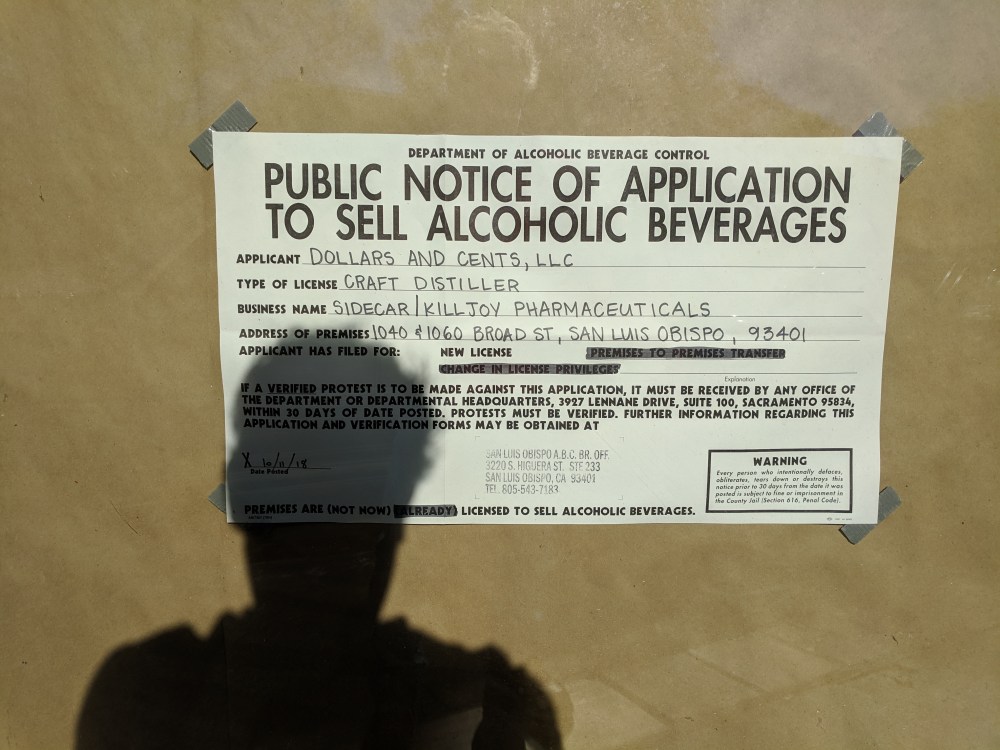 DEPARTMENT OF ALCOHOLIC BEVERAGE CONTROL
PUBLIC NOTICE OF APPLICATION
TO SELL ALCOHOLIC BEVERAGES
APPLICANT DOLLARS AND CENTS, LLC
TYPE OF LICENSE CRAFT DISTILLER
BUSINESS NAME SIDECAR/KILLJOY PHARMACEUTICALS
ADDRESS OF PREMISES 1040 & 1060 BROAD ST, SAN LUIS OBISPO, 93401
APPLICANT HAS FILED FOR: NEW LICENSE PREMISES TO PREMISES TRANSFER
CHANGE IN LICENSE PRIVILEGES
Explanation
IF A VERIFIED PROTEST IS TO BE MADE AGAINST THIS APPLICATION, IT MUST BE RECEIVED BY ANY OFFICE OF
THE DEPARTMENT OR DEPARTMENTAL HEADQUARTERS, 3927 LENNANE DRIVE, SUITE 100, SACRAMENTO 95834,
WITHIN 30 DAYS OF DATE POSTED. PROTESTS MUST BE VERIFIED. FURTHER INFORMATION REGARDING THIS
APPLICATION AND VERIFICATION FORMS MAY BE OBTAINED AT
X 10/11/18
Date Posted
SAN LUIS OBISPO A.B.C. BR. OFF.
3220 S. HIGUERA ST. STE 233
SAN LUIS OBISPO, CA 93401
TEL. 805-543-7183
WARNING
Every person who intentionally defaces,
obliterates, tears down or destroys this
notice prior to 30 days from the date it was
posted is subject to fine or imprisonment in
the County Jail (Section 616, Penal Code).
PREMISES ARE (NOT NOW) (ALREADY) LICENSED TO SELL ALCOHOLIC BEVERAGES.